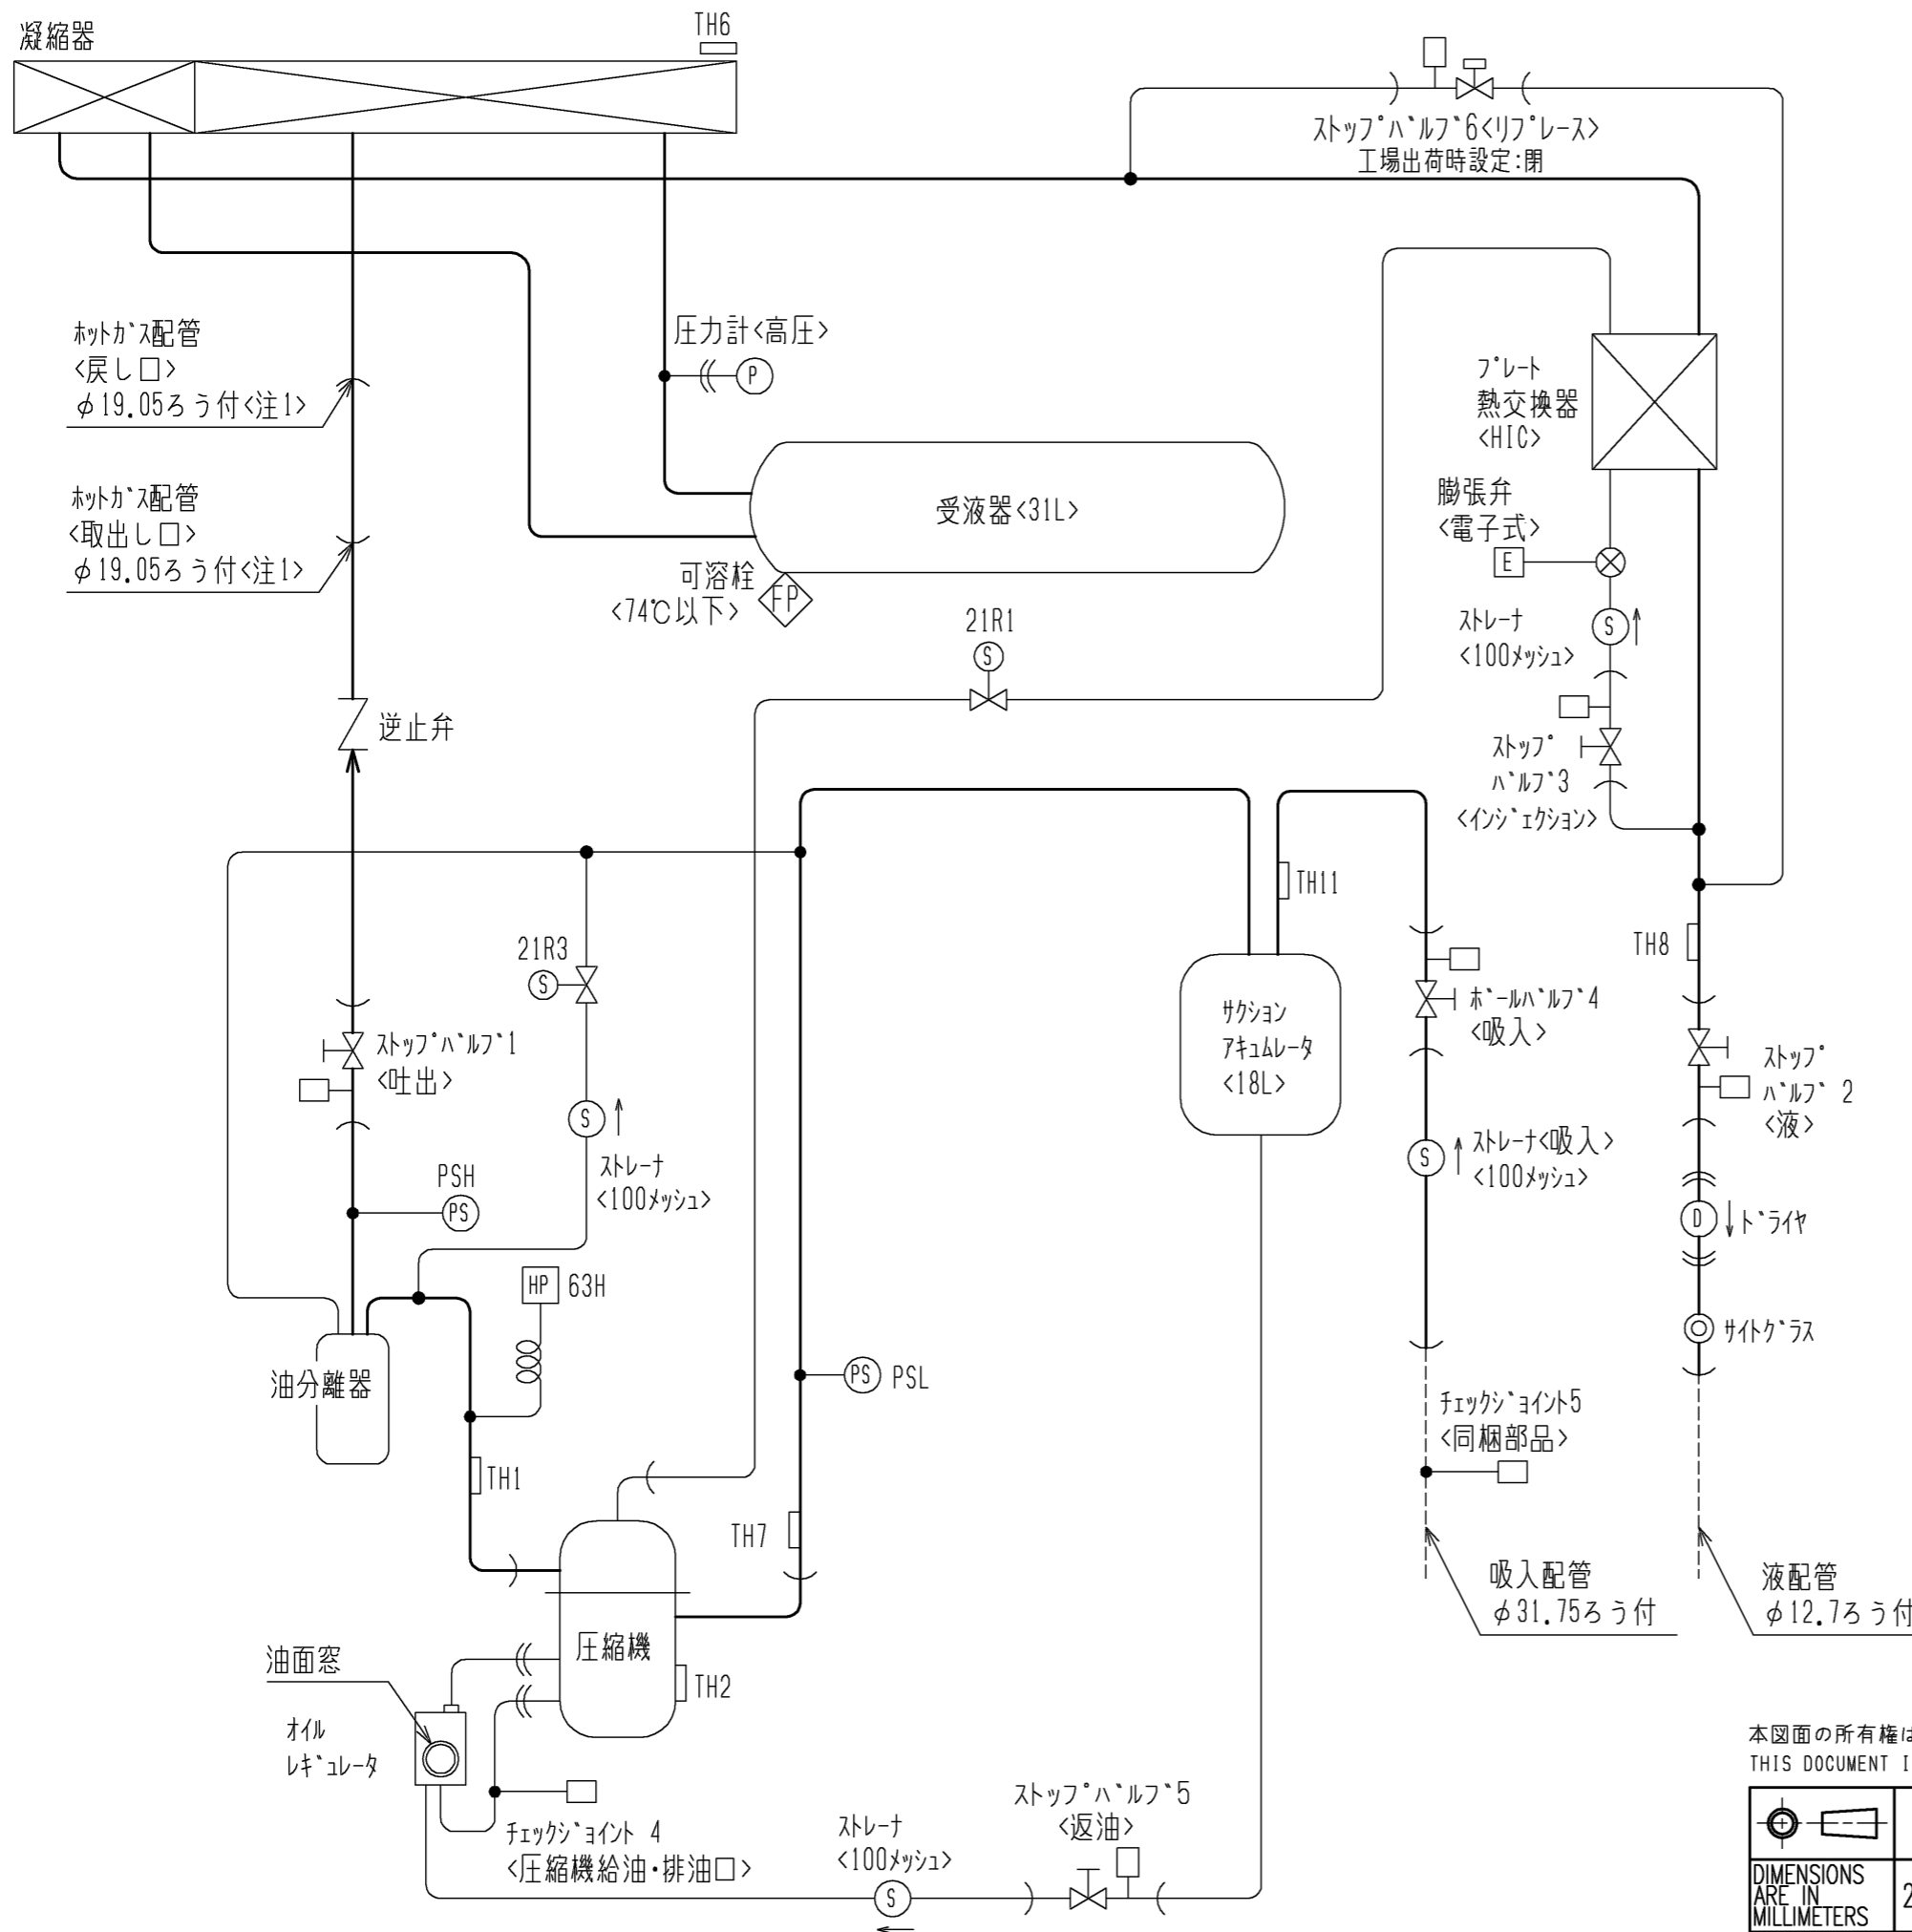 凝縮器
TH6
ストップバルブ6<リプレース>
工場出荷時設定:閉
ホットガス配管
<戻し口>
φ19.05ろう付<注1>
圧力計<高圧>
P
プレート
熱交換器
<HIC>
ホットガス配管
<取出し口>
φ19.05ろう付<注1>
受液器<31L>
膨張弁
<電子式>
E
可溶栓
<74℃以下>
FP
21R1
S
ストレーナ
<100メッシュ>
S
逆止弁
ストップ
バルブ3
<インジェクション>
TH11
TH8
21R3
S
サクション
アキュムレータ
<18L>
ボールバルブ4
<吸入>
ストップバルブ1
<吐出>
ストップ
バルブ 2
<液>
S
ストレーナ
<100メッシュ>
S
ストレーナ<吸入>
<100メッシュ>
PSH
PS
D
ドライヤ
HP
63H
サイトグラス
油分離器
PS
PSL
チェックジョイント5
<同梱部品>
TH1
TH7
吸入配管
φ31.75ろう付
液配管
φ12.7ろう付
圧縮機
油面窓
TH2
オイル
レギュレータ
チェックジョイント 4
<圧縮機給油・排油口>
ストレーナ
<100メッシュ>
S
ストップバルブ5
<返油>
本図面の所有権は
THIS DOCUMENT I
DIMENSIONS
ARE IN
MILLIMETERS
2